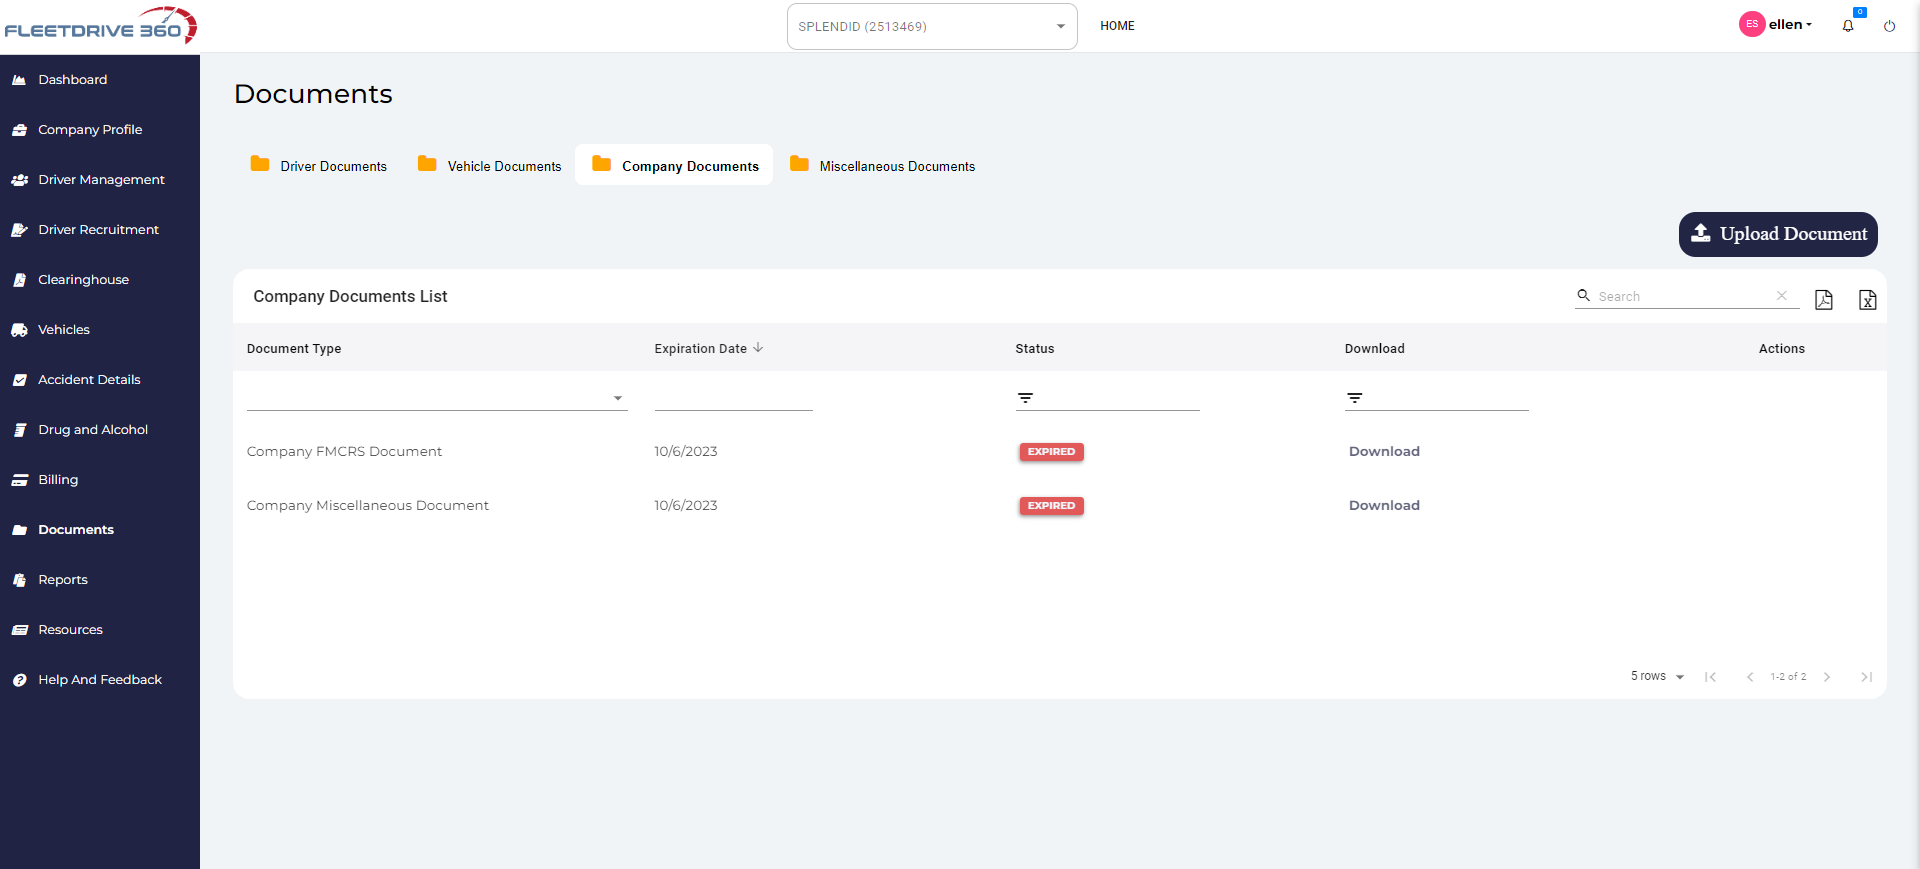 FLEETDRIVE 360
SPLENDID (2513469)
HOME
ES
ellen
0
Dashboard
Company Profile
Driver Management
Driver Recruitment
Clearinghouse
Vehicles
Accident Details
Drug and Alcohol
Billing
Documents
Reports
Resources
Help And Feedback
Documents
Driver Documents
Vehicle Documents
Company Documents
Miscellaneous Documents
Upload Document
Company Documents List
Search
Document Type Expiration Date Status Download Actions
Company FMCRS Document 10/6/2023 EXPIRED Download
Company Miscellaneous Document 10/6/2023 EXPIRED Download
5 rows 1-2 of 2